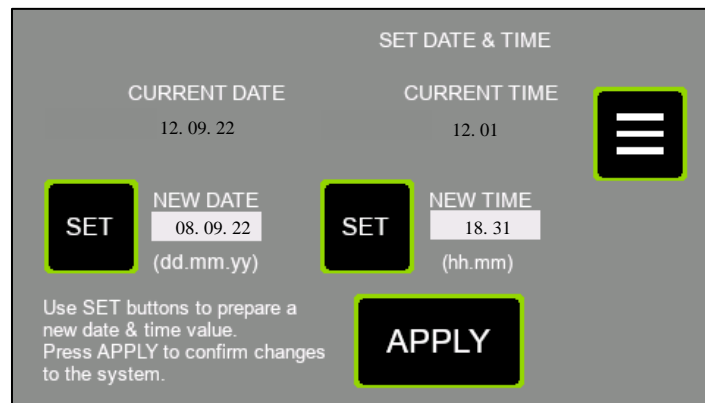 SET DATE & TIME
CURRENT DATE
CURRENT TIME
12. 09. 22
12. 01
SET
NEW DATE
08. 09. 22
(dd.mm.yy)
SET
NEW TIME
18. 31
(hh.mm)
Use SET buttons to prepare a
new date & time value.
Press APPLY to confirm changes
to the system.
APPLY